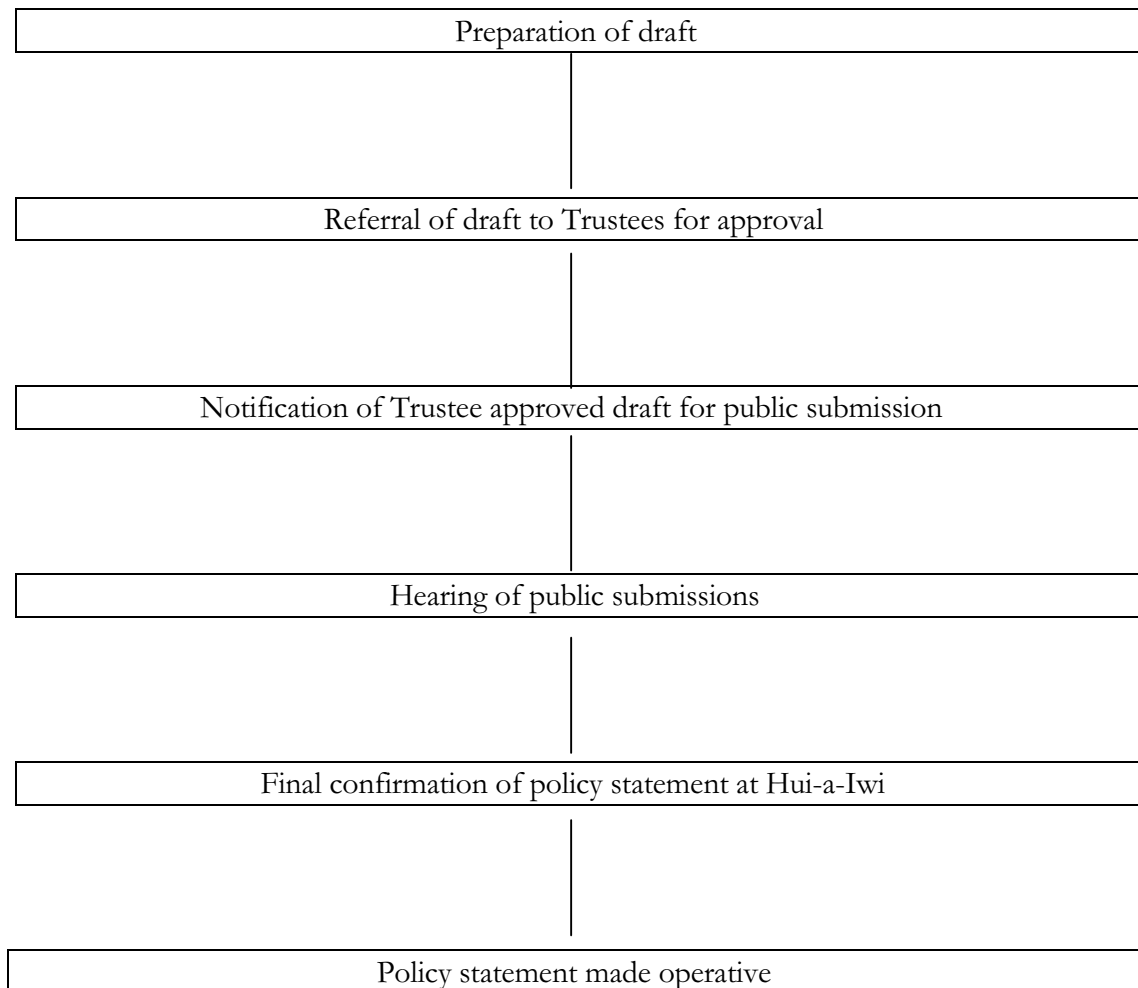 Preparation of draft
Referral of draft to Trustees for approval
Notification of Trustee approved draft for public submission
Hearing of public submissions
Final confirmation of policy statement at Hui-a-Iwi
Policy statement made operative